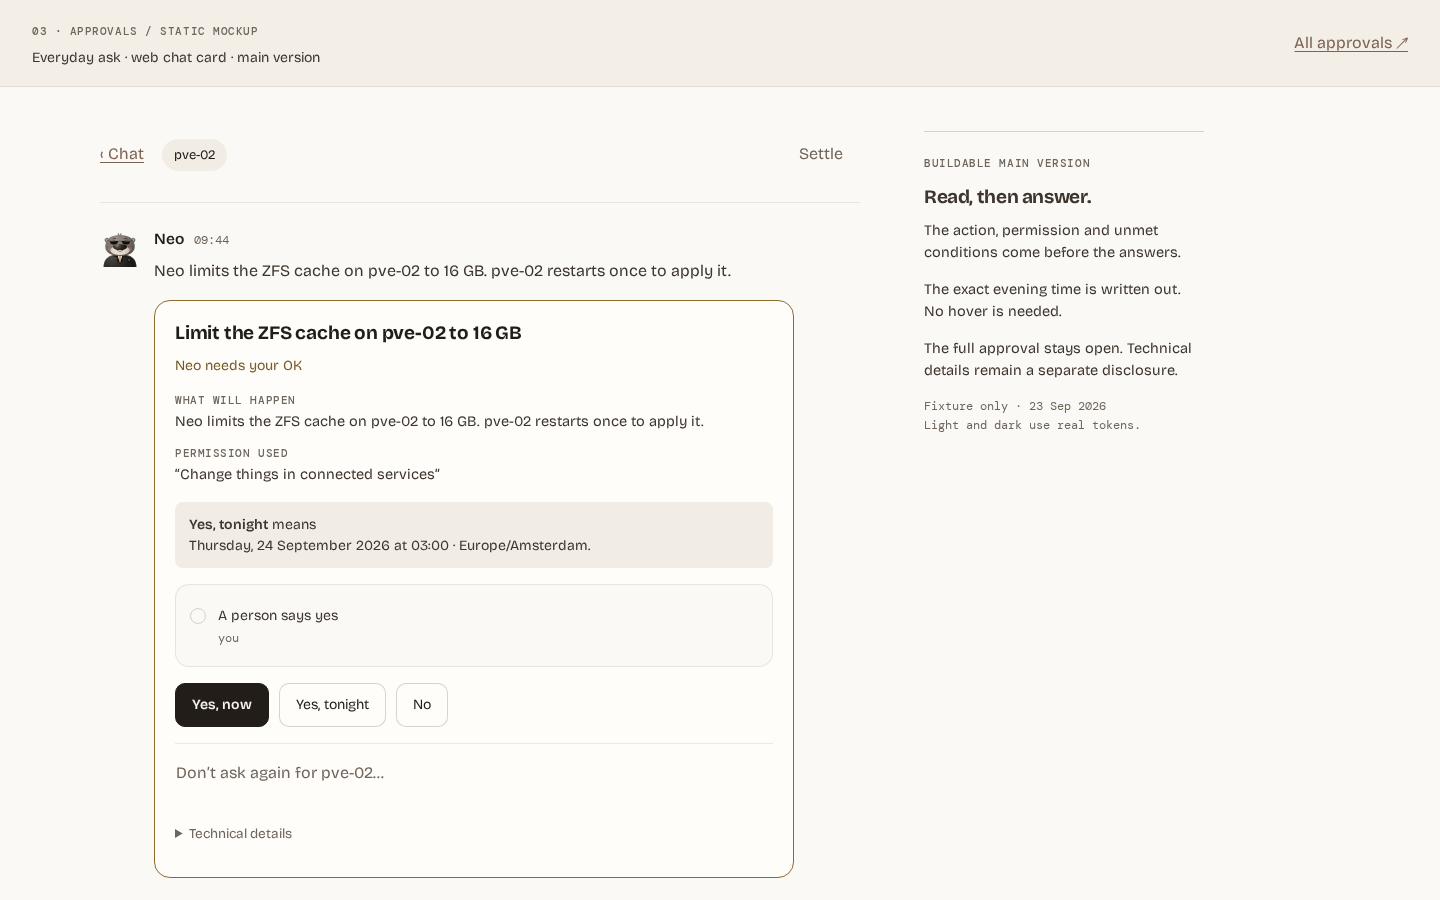 03 · APPROVALS / STATIC MOCKUP
Everyday ask · web chat card · main version
All approvals ↗
‹ Chat
pve-02
Settle
Neo 09:44
Neo limits the ZFS cache on pve-02 to 16 GB. pve-02 restarts once to apply it.
Limit the ZFS cache on pve-02 to 16 GB
Neo needs your OK
WHAT WILL HAPPEN
Neo limits the ZFS cache on pve-02 to 16 GB. pve-02 restarts once to apply it.
PERMISSION USED
“Change things in connected services”
Yes, tonight means
Thursday, 24 September 2026 at 03:00 · Europe/Amsterdam.
A person says yes
you
Yes, now
Yes, tonight
No
Don’t ask again for pve-02…
Technical details
BUILDABLE MAIN VERSION
Read, then answer.
The action, permission and unmet
conditions come before the answers.
The exact evening time is written out.
No hover is needed.
The full approval stays open. Technical
details remain a separate disclosure.
Fixture only · 23 Sep 2026
Light and dark use real tokens.